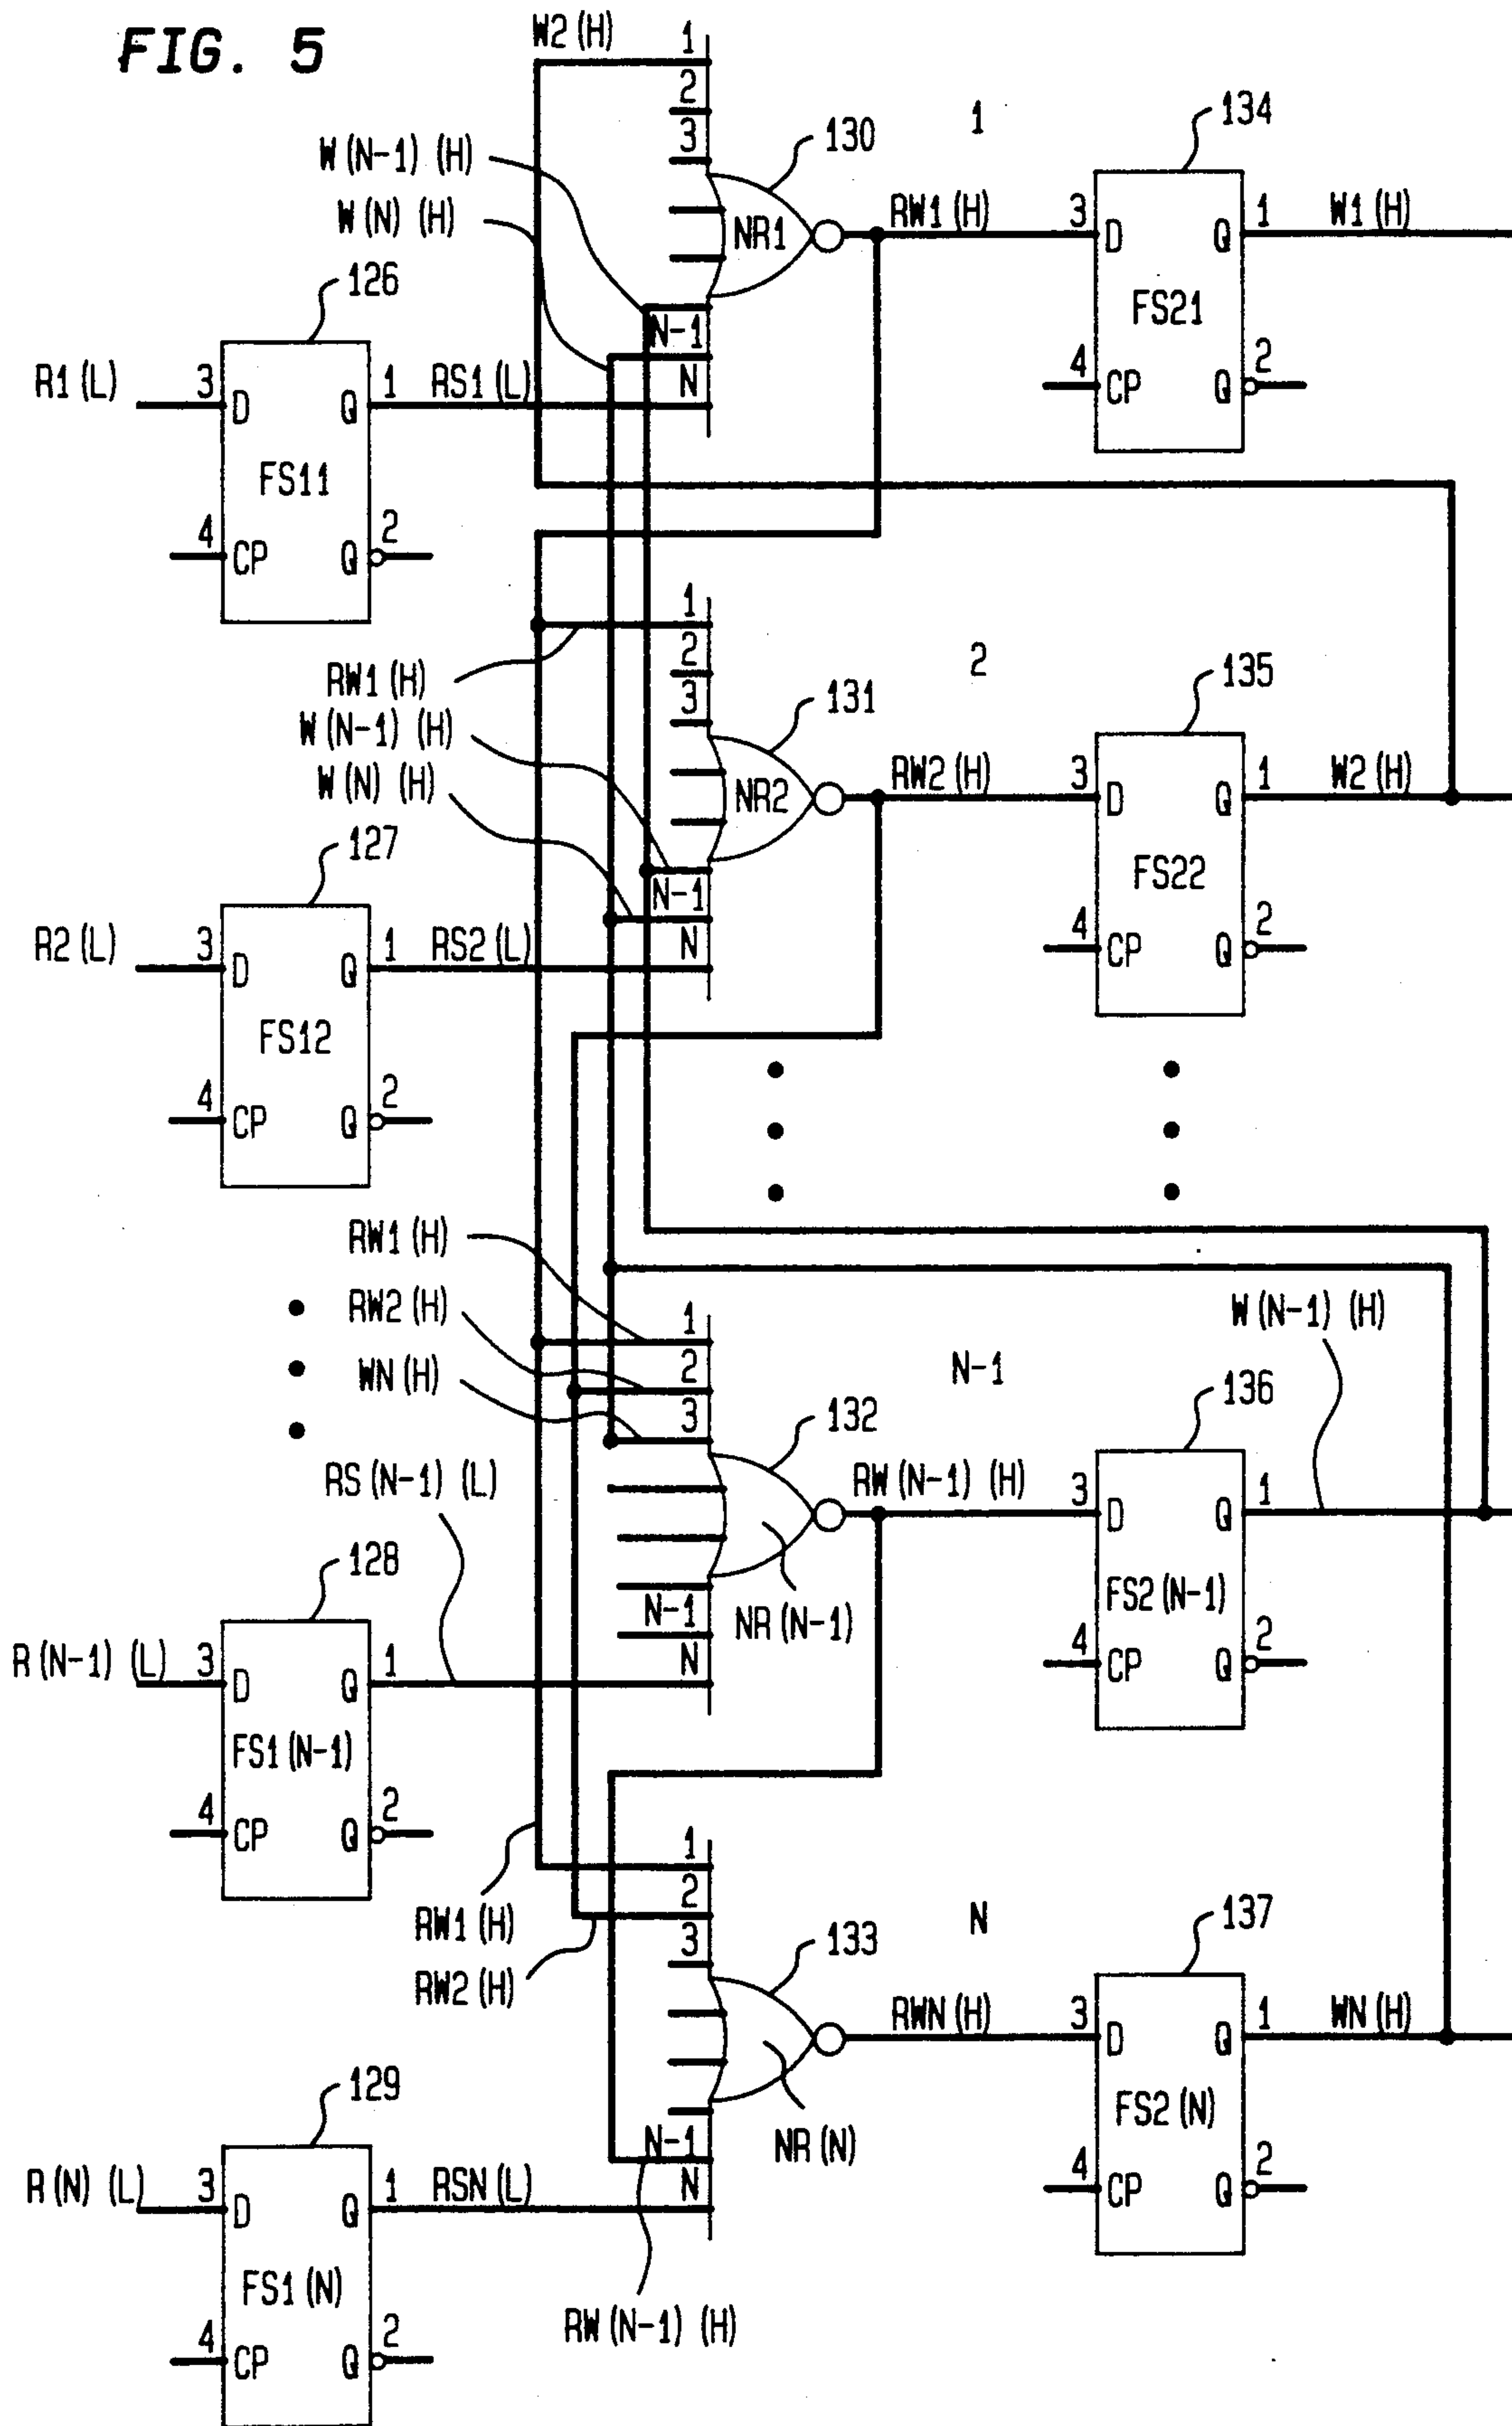 FIG. 5
W2 (H)
1
2
3
W (N-1) (H)
W (N) (H)
130
NR1
N-1
N
RW1 (H)
1
134
3
D
Q
1
W1 (H)
FS21
4
CP
Q
2
126
R1 (L)
3
D
Q
1
RS1 (L)
FS11
4
CP
Q
2
1
2
3
RW1 (H)
W (N-1) (H)
W (N) (H)
131
NR2
N-1
N
RW2 (H)
2
135
3
D
Q
1
W2 (H)
FS22
4
CP
Q
2
127
R2 (L)
3
D
Q
1
RS2 (L)
FS12
4
CP
Q
2
RW1 (H)
RW2 (H)
WN (H)
1
2
3
132
N-1
N
NR (N-1)
RW (N-1) (H)
N-1
136
W (N-1) (H)
3
D
Q
1
FS2 (N-1)
4
CP
Q
2
RS (N-1) (L)
128
R (N-1) (L)
3
D
Q
1
FS1 (N-1)
4
CP
Q
2
RW1 (H)
RW2 (H)
1
2
3
133
N-1
N
NR (N)
RWN (H)
N
137
3
D
Q
1
WN (H)
FS2 (N)
4
CP
Q
2
129
R (N) (L)
3
D
Q
1
RSN (L)
FS1 (N)
4
CP
Q
2
RW (N-1) (H)